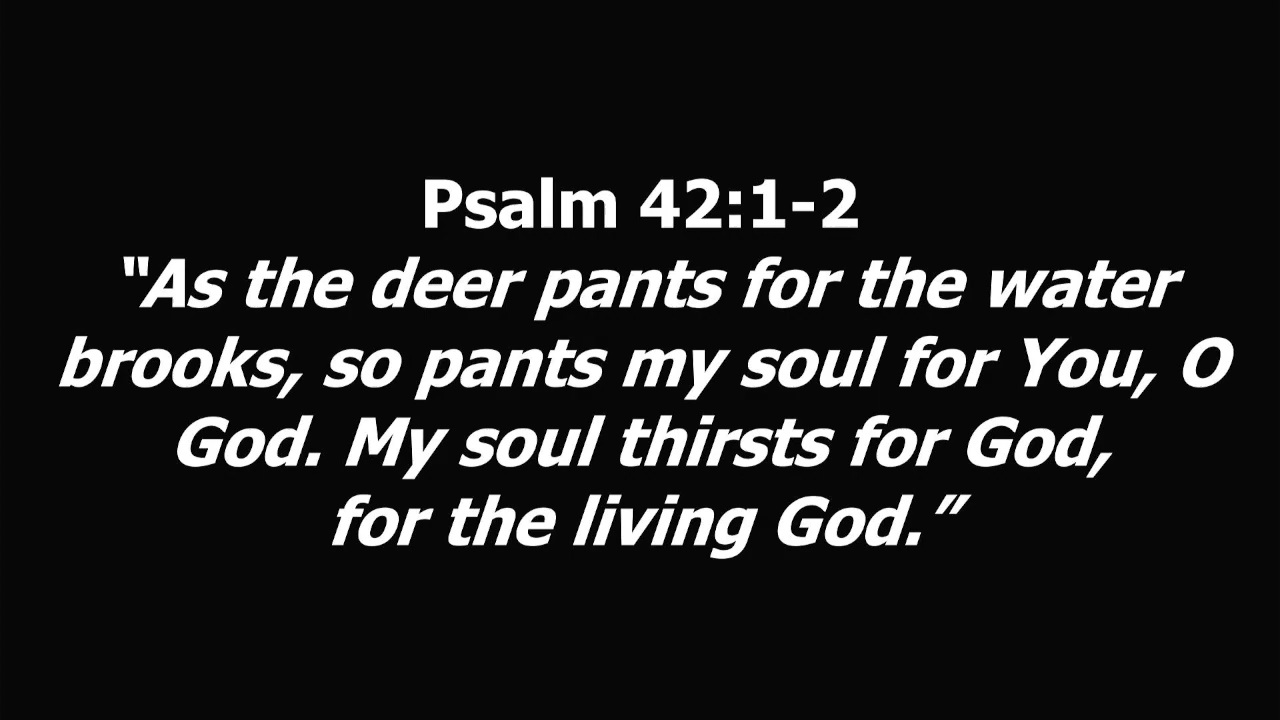 Psalm 42:1-2
“As the deer pants for the water
brooks, so pants my soul for You, O
God. My soul thirsts for God,
for the living God.”